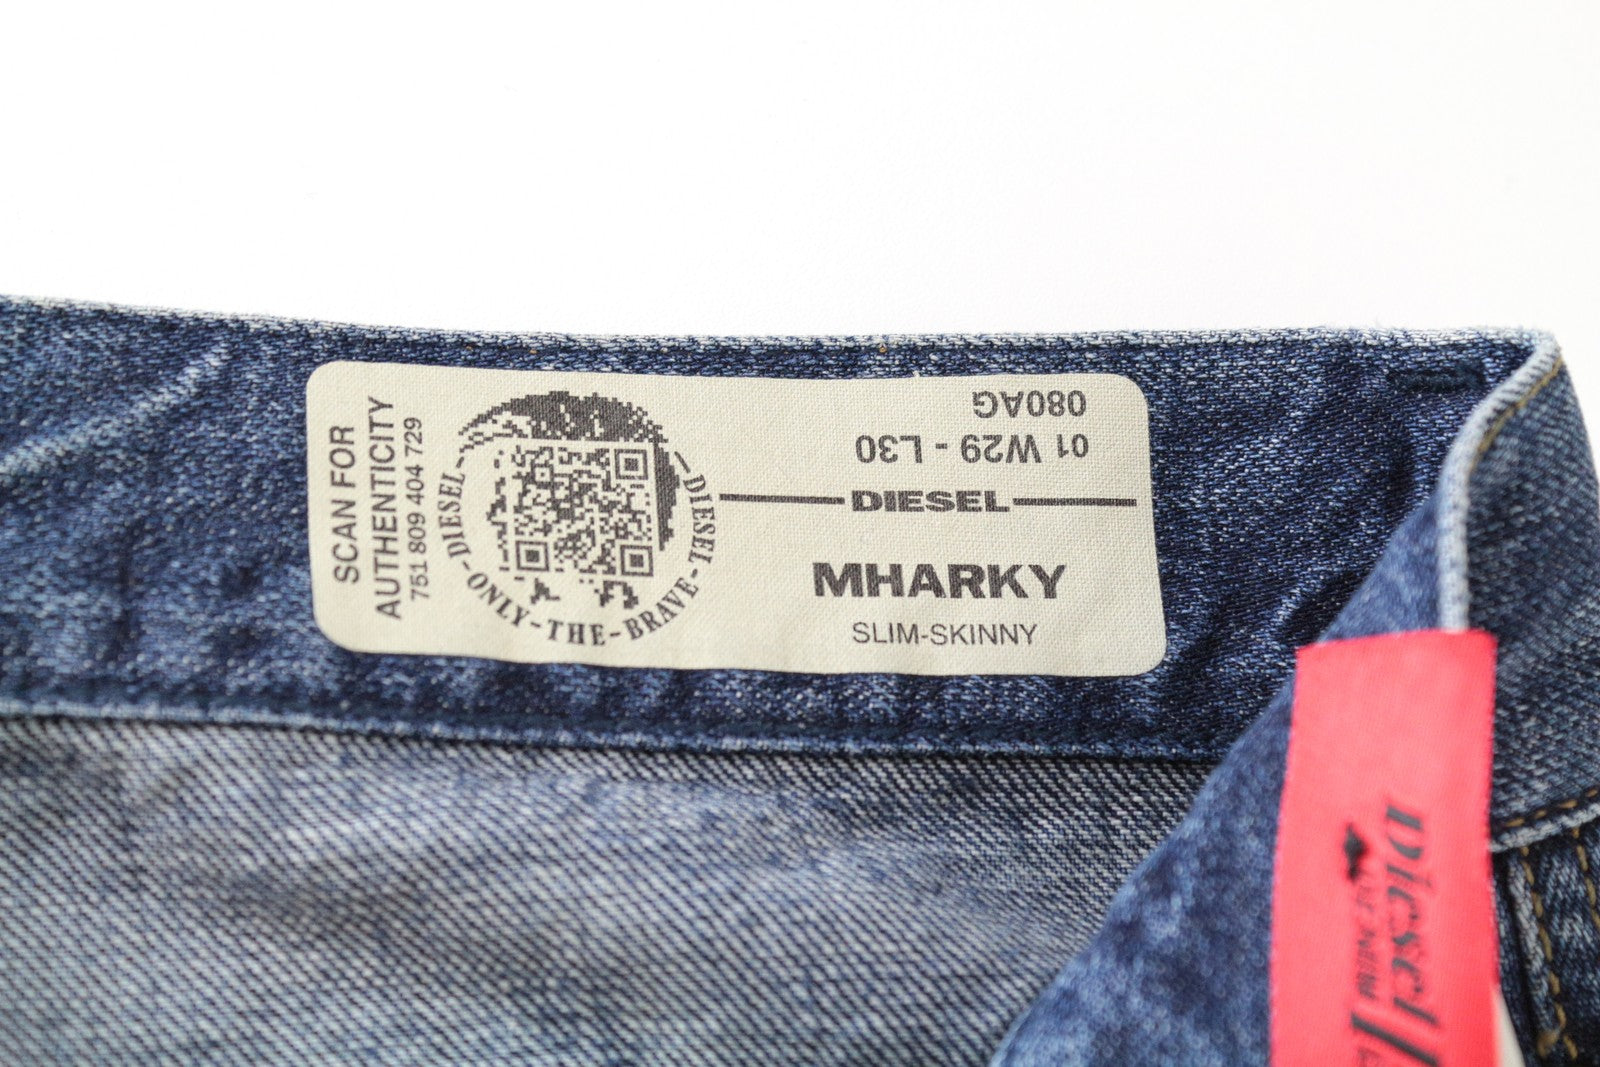 SCAN FOR
AUTHENTICITY
751 809 404 729
DIESEL-ONLY-THE-BRAVE-DIESEL
080AG
01 W29 - L30
DIESEL
MHARKY
SLIM-SKINNY
Diesel